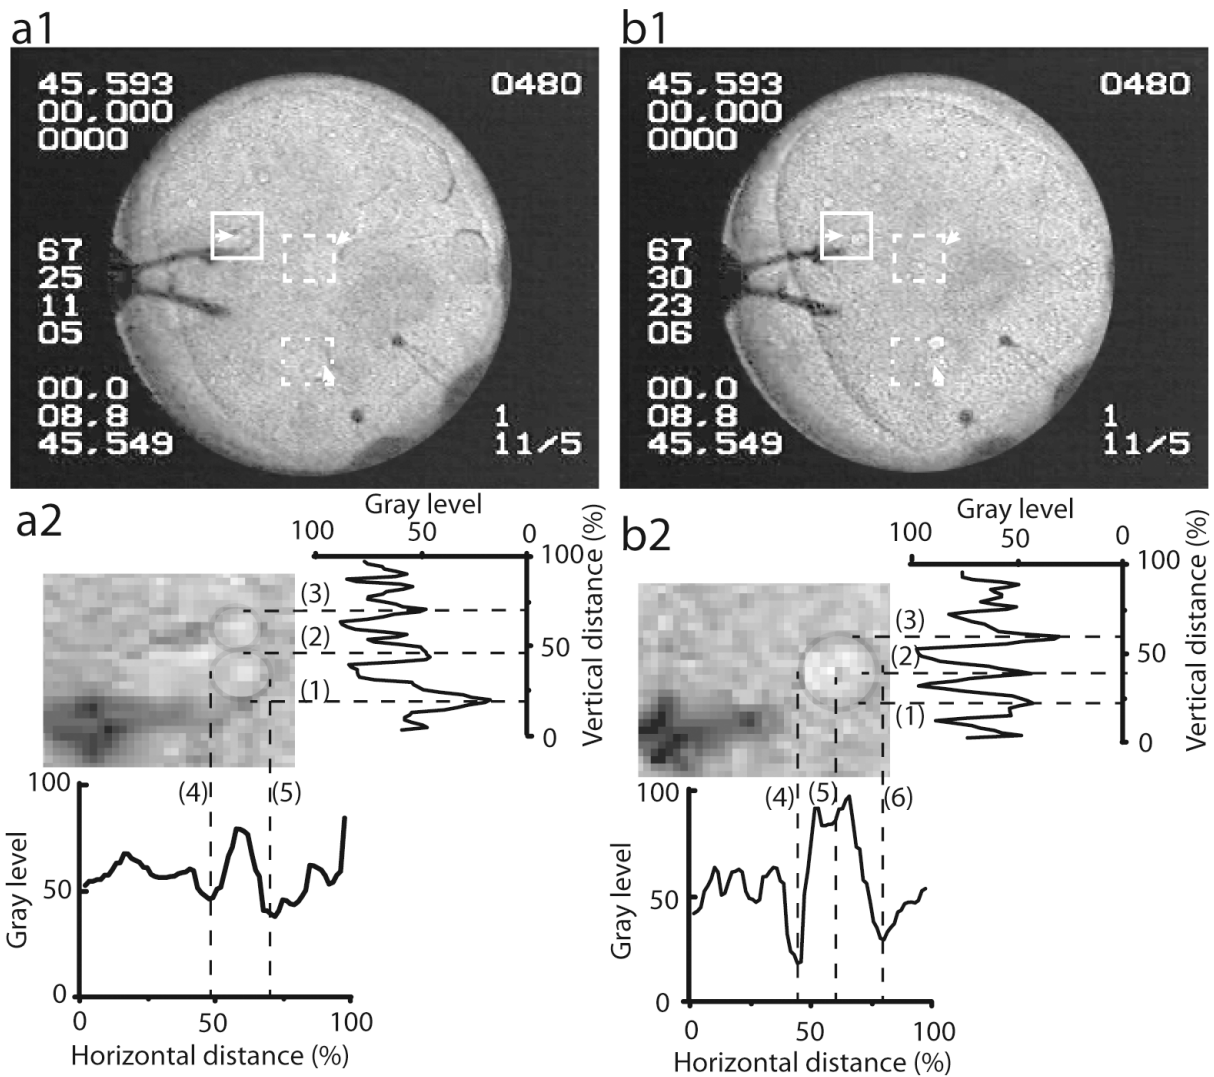 a1
45.593
00.000
0000
0480
67
25
11
05
00.0
08.8
45.549
1
11/5
b1
45.593
00.000
0000
0480
67
30
23
06
00.0
08.8
45.549
1
11/5
a2
Gray level
100 50 0
100
50
0
Vertical distance (%)
(3)
(2)
(1)
(4) (5)
100
50
0
Gray level
0 50 100
Horizontal distance (%)
b2
Gray level
100 50 0
100
50
0
Vertical distance (%)
(3)
(2)
(1)
(4) (5) (6)
100
50
0
Gray level
0 50 100
Horizontal distance (%)